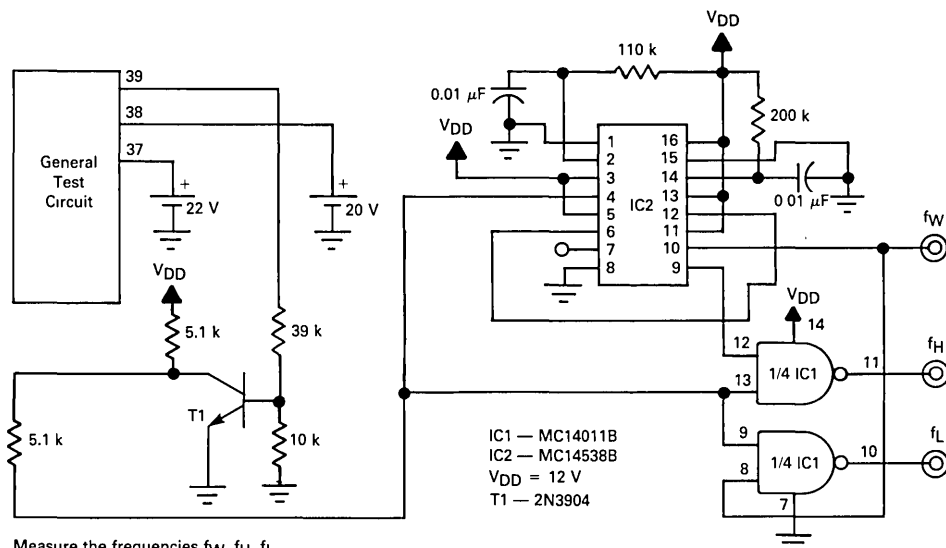 39
38
37
General
Test
Circuit
+
22 V
+
20 V
VDD
5.1 k
39 k
T1
10 k
5.1 k
VDD
110 k
0.01 μF
VDD
200 k
0 01 μF
1
2
3
4
5
6
7
8
IC2
16
15
14
13
12
11
10
9
fW
VDD
14
12
13
1/4 IC1
11
fH
9
8
1/4 IC1
10
fL
7
IC1 — MC14011B
IC2 — MC14538B
VDD = 12 V
T1 — 2N3904
Measure the frequencies fW, fH, fL